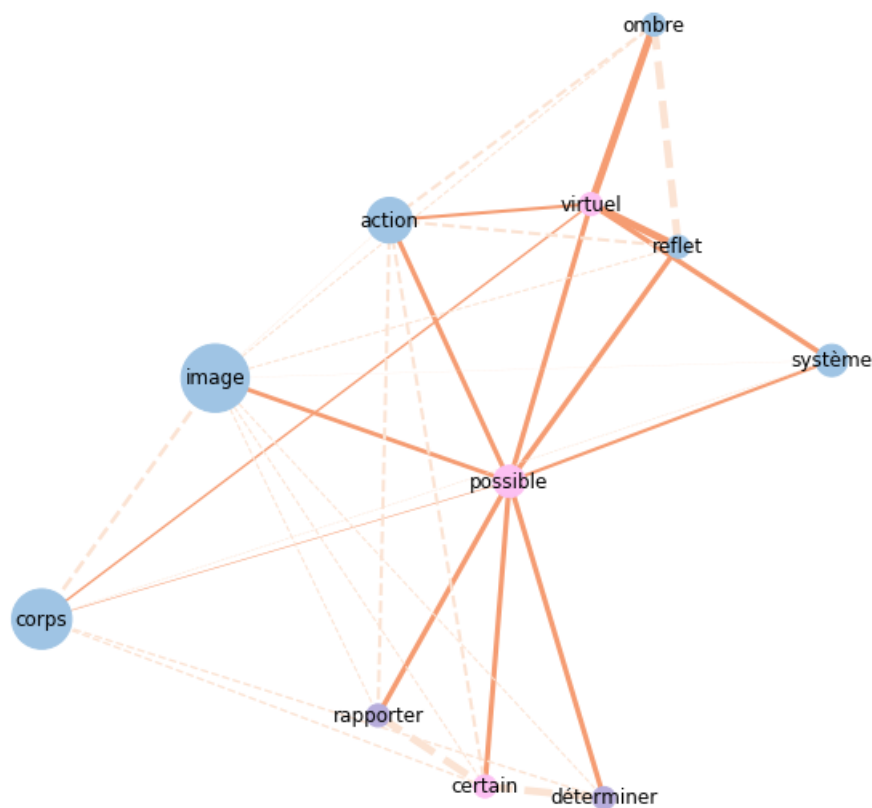 ombre
virtuel
action
reflet
système
image
possible
corps
rapporter
certain
déterminer